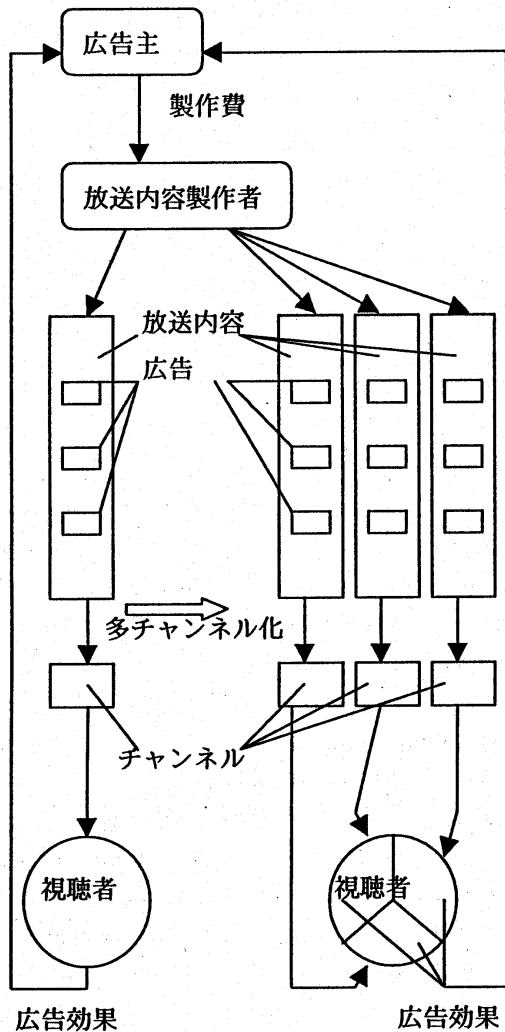 広告主
製作費
放送内容製作者
放送内容
広告
多チャンネル化
チャンネル
視聴者
視聴者
広告効果
広告効果